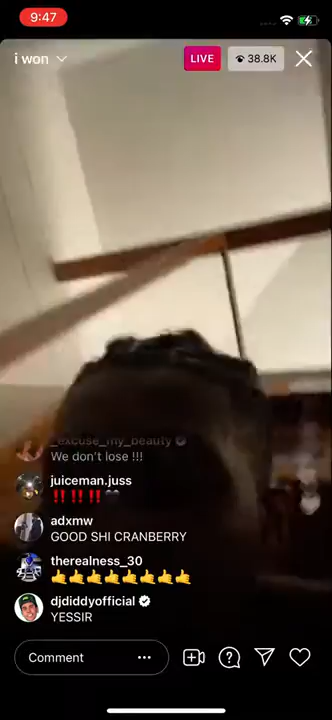 9:47
i won
LIVE
38.8K
_excuse_my_beauty
We don't lose !!!
juiceman.juss
‼️‼️‼️🖤
adxmw
GOOD SHI CRANBERRY
therealness_30
🤙🤙🤙🤙🤙🤙🤙🤙
djdiddyofficial
YESSIR
Comment